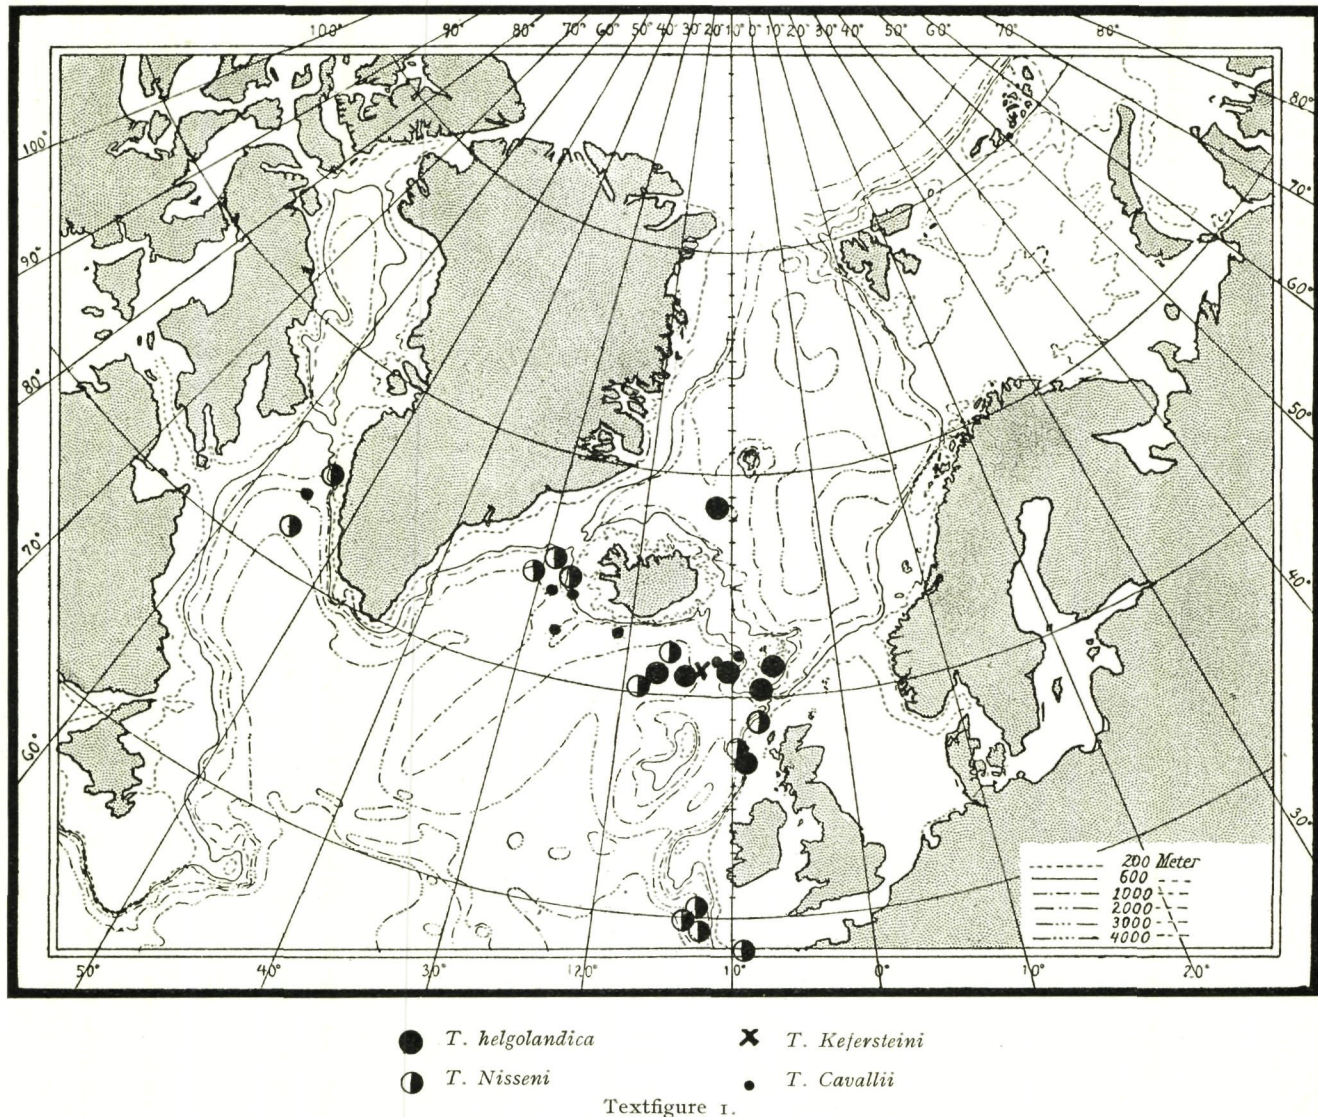 100° 90° 80° 70° 60° 50° 40° 30° 20° 10° 0° 10° 20° 30° 40° 50° 60° 70° 80°
100°
90°
80°
70°
60°
80°
70°
60°
50°
40°
30°
200 Meter
600
1000
2000
3000
4000
50° 40° 30° 120° 10° 0° 10° 20°
T. helgolandica
T. Kefersteini
T. Nisseni
T. Cavallii
Textfigure 1.